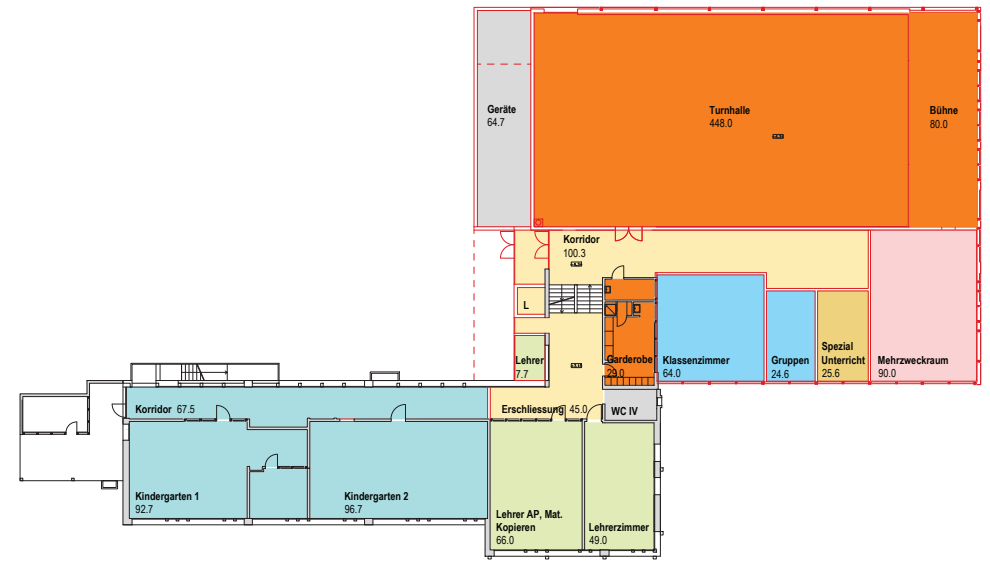 Geräte
64.7
Turnhalle
448.0
Bühne
80.0
Korridor
100.3
L
Lehrer
7.7
Garderobe
29.0
Klassenzimmer
64.0
Gruppen
24.6
Spezial
Unterricht
25.6
Mehrzweckraum
90.0
Korridor 67.5
Erschliessung 45.0
WC IV
Kindergarten 1
92.7
Kindergarten 2
96.7
Lehrer AP, Mat.
Kopieren
66.0
Lehrerzimmer
49.0